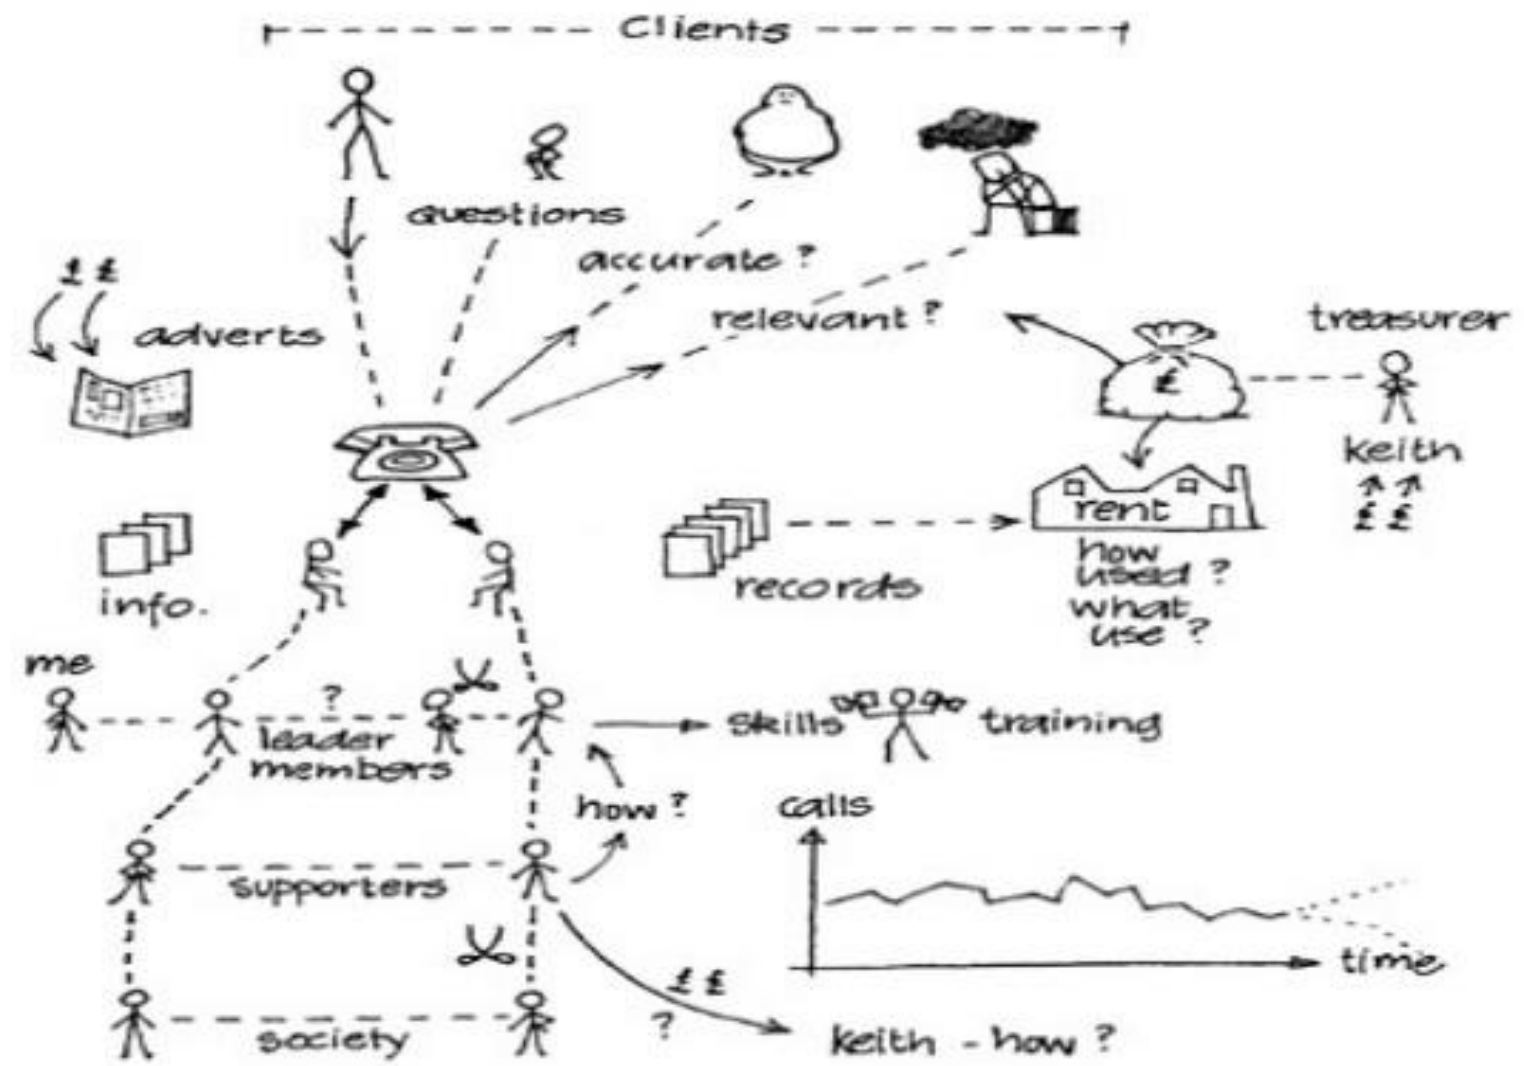 Clients
questions
accurate ?
relevant ?
£ £
adverts
treasurer
£
keith
£ £
rent
how
used ?
what
use ?
info.
records
me
?
leader
members
skills
training
how ?
calls
supporters
time
£ £
?
society
keith - how ?